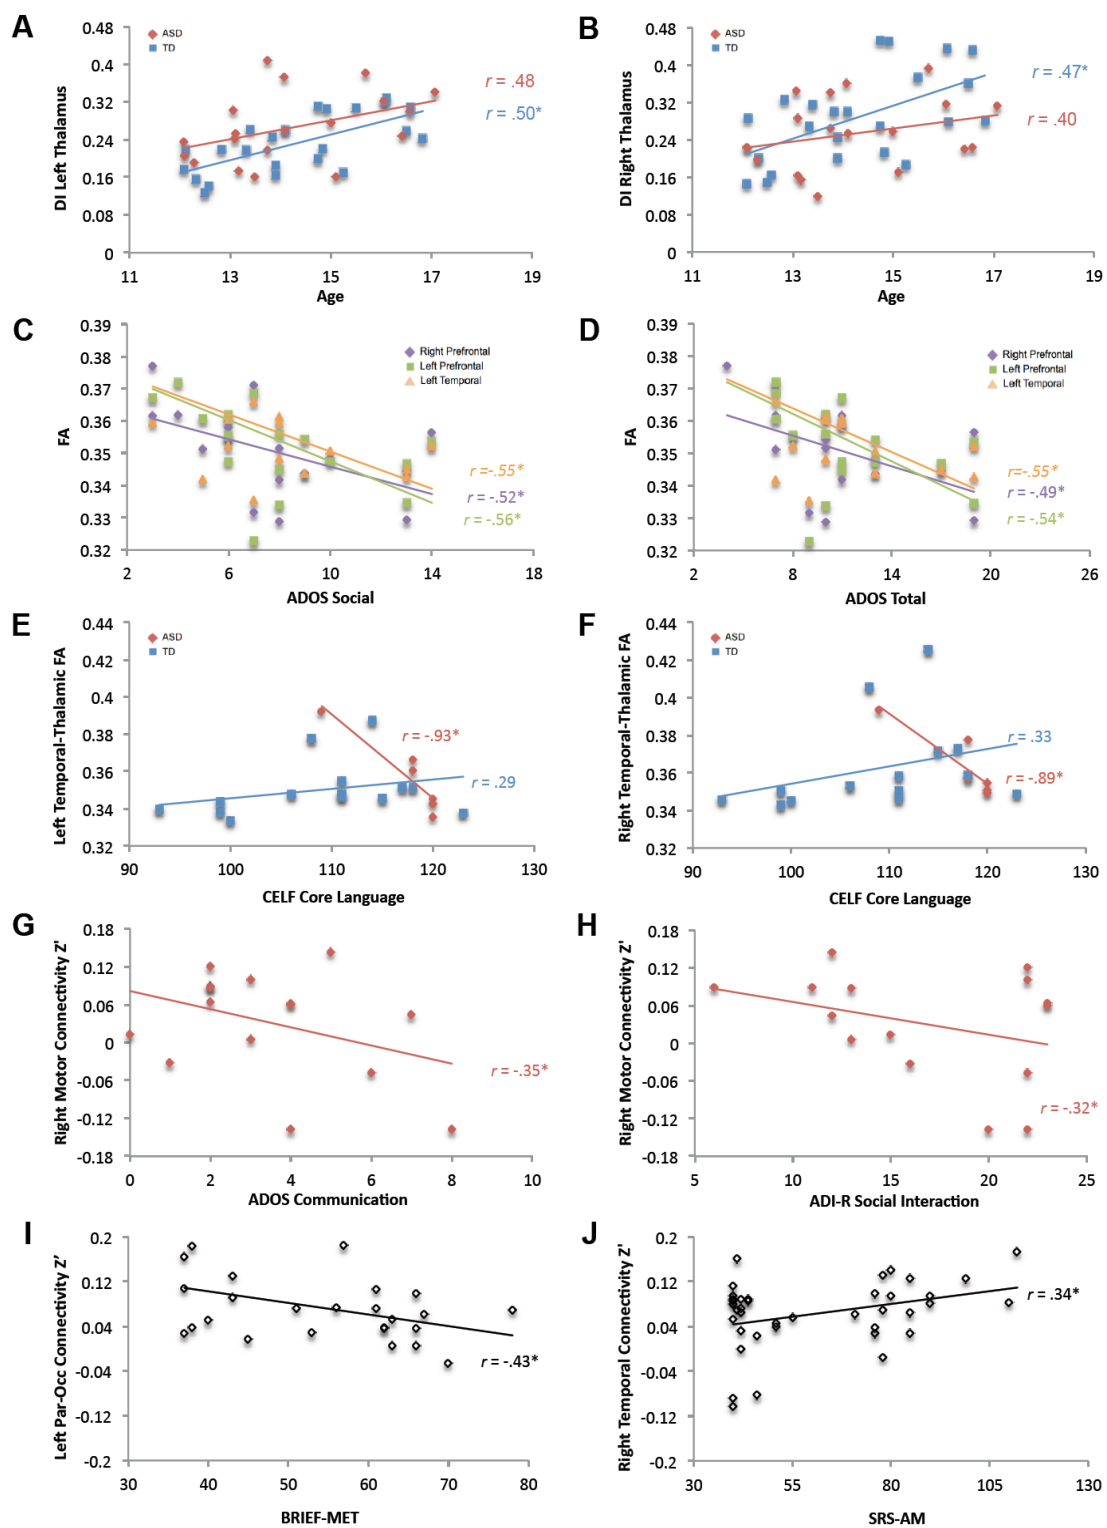 A
DI Left Thalamus
0.48
0.4
0.32
0.24
0.16
0.08
0
ASD
TD
r = .48
r = .50*
11 13 15 17 19
Age
B
DI Right Thalamus
0.48
0.4
0.32
0.24
0.16
0.08
0
ASD
TD
r = .47*
r = .40
11 13 15 17 19
Age
C
FA
0.39
0.38
0.37
0.36
0.35
0.34
0.33
0.32
Right Prefrontal
Left Prefrontal
Left Temporal
r =-.55*
r = -.52*
r = -.56*
2 6 10 14 18
ADOS Social
D
FA
0.39
0.38
0.37
0.36
0.35
0.34
0.33
0.32
Right Prefrontal
Left Prefrontal
Left Temporal
r=-.55*
r = -.49*
r = -.54*
2 8 14 20 26
ADOS Total
E
Left Temporal-Thalamic FA
0.44
0.42
0.4
0.38
0.36
0.34
0.32
ASD
TD
r = -.93*
r = .29
90 100 110 120 130
CELF Core Language
F
Right Temporal-Thalamic FA
0.44
0.42
0.4
0.38
0.36
0.34
0.32
ASD
TD
r = .33
r = -.89*
90 100 110 120 130
CELF Core Language
G
Right Motor Connectivity Z'
0.18
0.12
0.06
0
-0.06
-0.12
-0.18
r = -.35*
0 2 4 6 8 10
ADOS Communication
H
Right Motor Connectivity Z'
0.18
0.12
0.06
0
-0.06
-0.12
-0.18
r = -.32*
5 10 15 20 25
ADI-R Social Interaction
I
Left Par-Occ Connectivity Z'
0.2
0.12
0.04
-0.04
-0.12
-0.2
r = -.43*
30 40 50 60 70 80
BRIEF-MET
J
Right Temporal Connectivity Z'
0.2
0.12
0.04
-0.04
-0.12
-0.2
r = .34*
30 55 80 105 130
SRS-AM